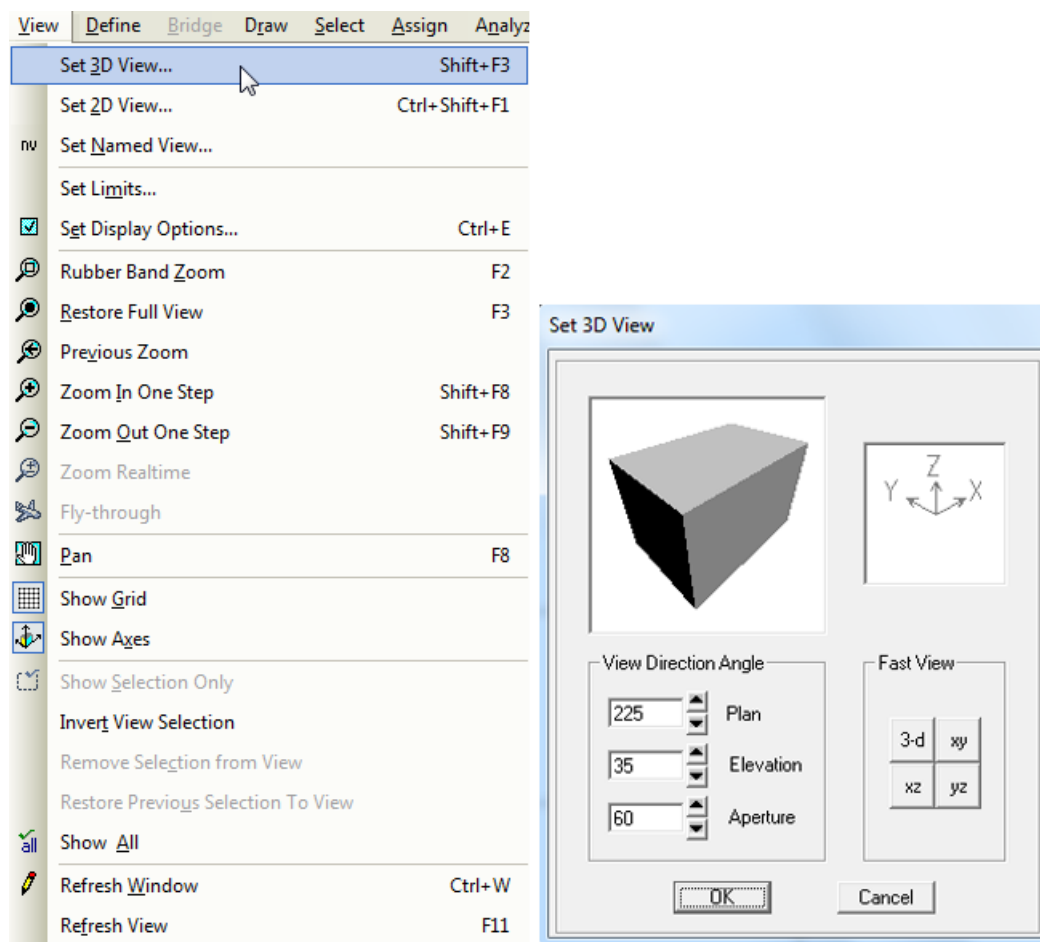 View Define Bridge Draw Select Assign Analyz
Set 3D View... Shift+F3
Set 2D View... Ctrl+Shift+F1
nv Set Named View...
Set Limits...
Set Display Options... Ctrl+E
Rubber Band Zoom F2
Restore Full View F3
Previous Zoom
Zoom In One Step Shift+F8
Zoom Out One Step Shift+F9
Zoom Realtime
Fly-through
Pan F8
Show Grid
Show Axes
Show Selection Only
Invert View Selection
Remove Selection from View
Restore Previous Selection To View
all Show All
Refresh Window Ctrl+W
Refresh View F11
Set 3D View
Z
Y X
View Direction Angle
225 Plan
35 Elevation
60 Aperture
Fast View
3-d xy
xz yz
OK Cancel